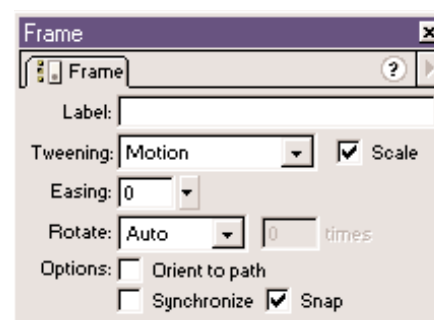 Frame
Frame ?
Label:
Tweening: Motion Scale
Easing: 0
Rotate: Auto 0 times
Options: Orient to path
Synchronize Snap